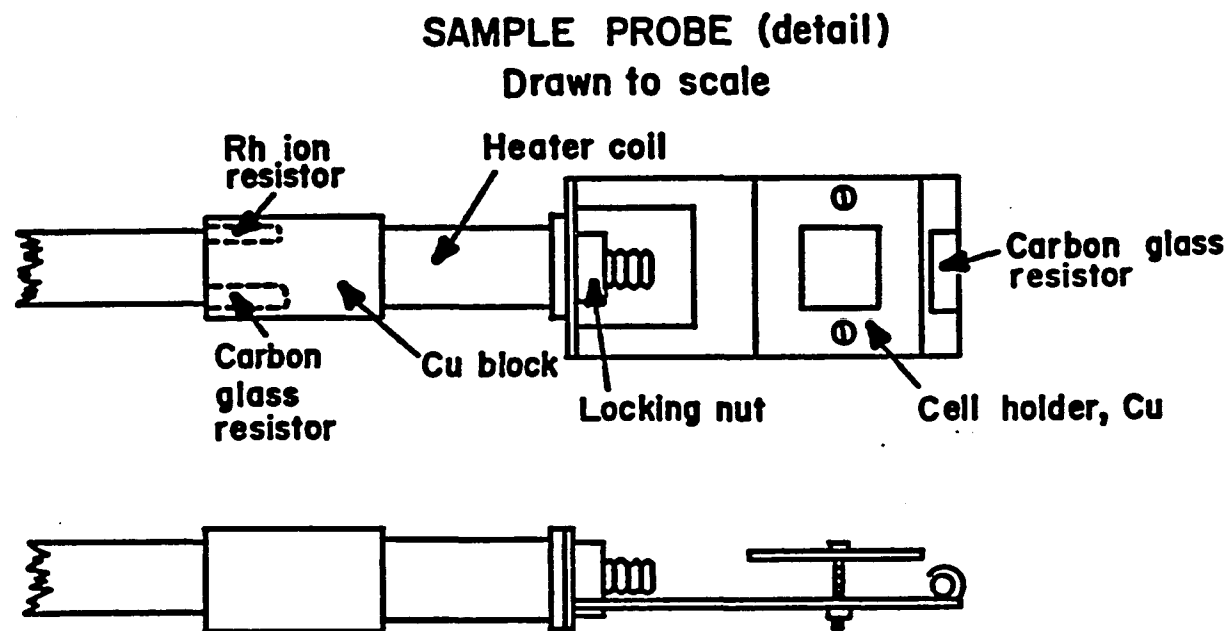 SAMPLE PROBE (detail)
Drawn to scale
Rh ion
resistor
Heater coil
Carbon glass
resistor
Carbon
glass
resistor
Cu block
Locking nut
Cell holder, Cu